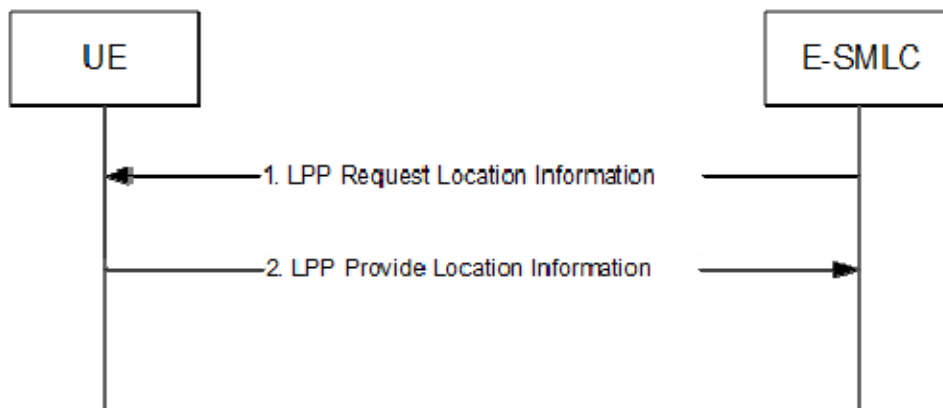 UE
E-SMLC
1. LPP Request Location Information
2. LPP Provide Location Information